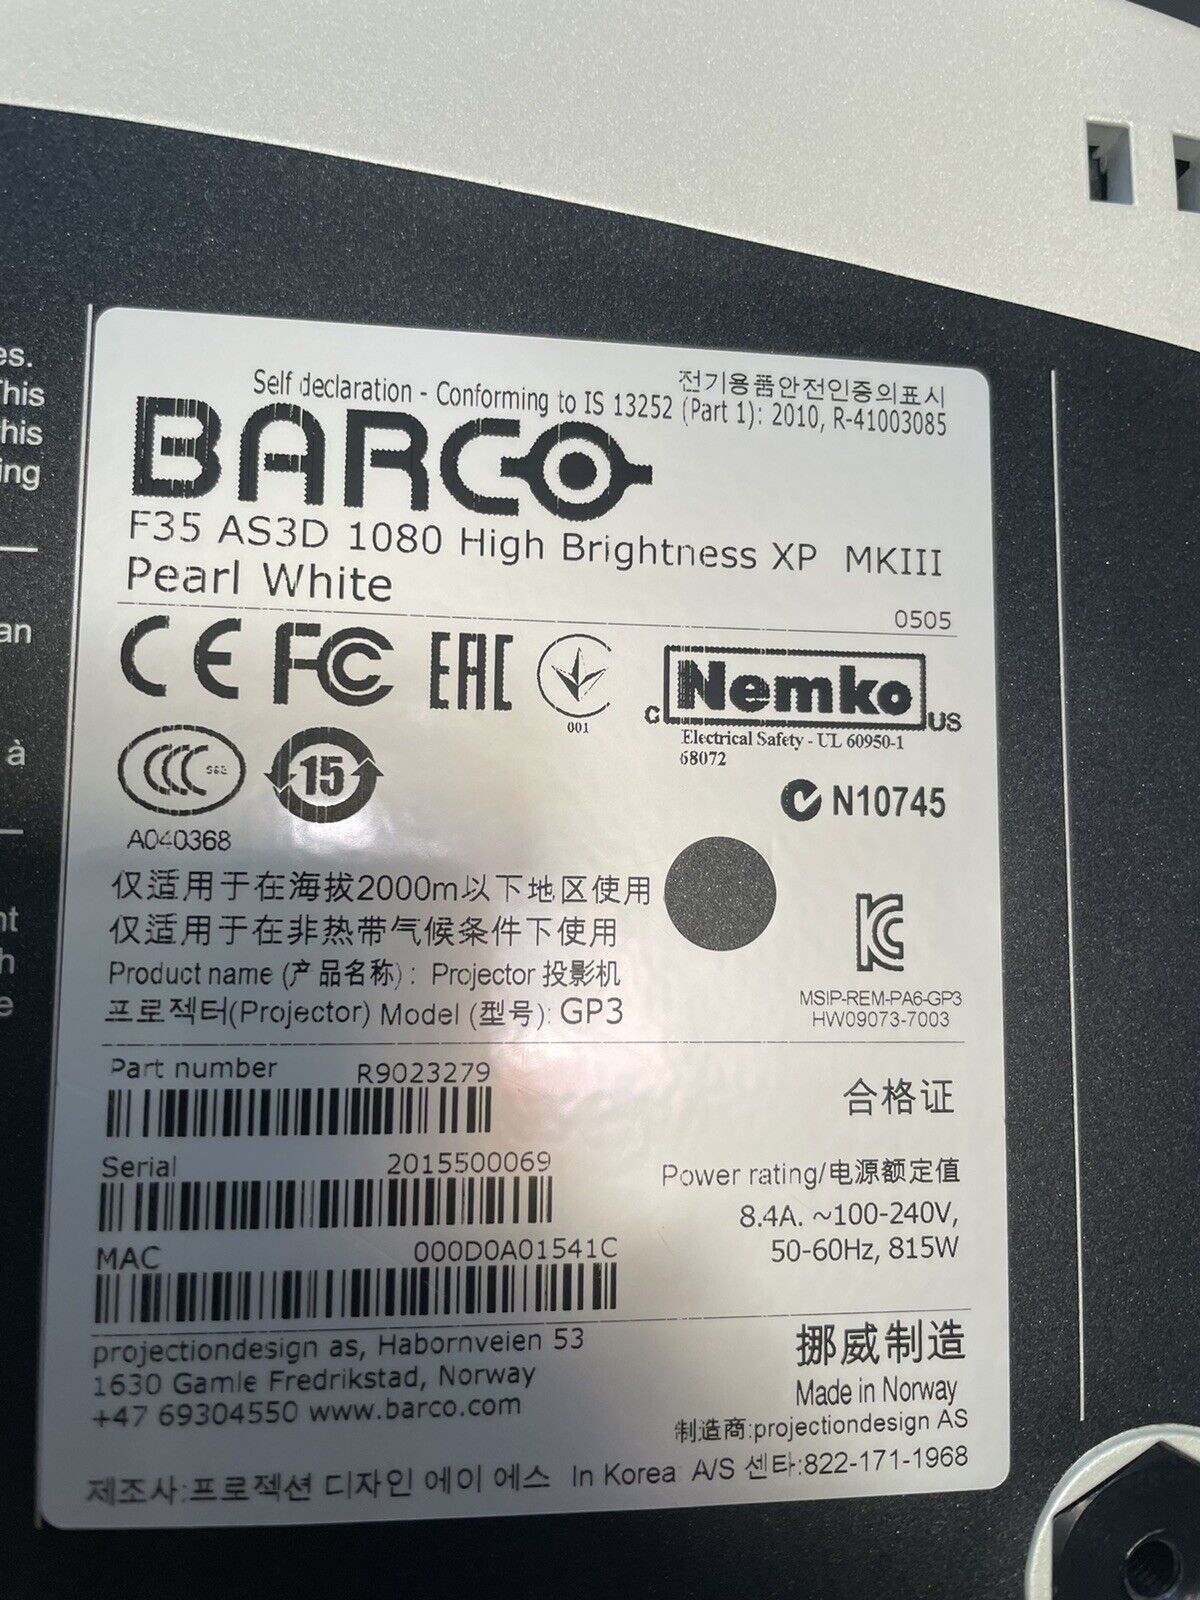 es.
This
his
ing
an
à
nt
h
e
전기용품안전인증의표시
Self declaration - Conforming to IS 13252 (Part 1): 2010, R-41003085
BARCO
F35 AS3D 1080 High Brightness XP MKIII
Pearl White
0505
CE FC EAC
001
Nemko
C US
Electrical Safety - UL 60950-1
68072
CCC S&E
15
N10745
A040368
仅适用于在海拔2000m以下地区使用
仅适用于在非热带气候条件下使用
Product name (产品名称): Projector 投影机
프로젝터(Projector) Model (型号): GP3
MSIP-REM-PA6-GP3
HW09073-7003
Part number R9023279
合格证
Serial 2015500069
Power rating/电源额定值
8.4A. ~100-240V,
50-60Hz, 815W
MAC 000D0A01541C
projectiondesign as, Habornveien 53
1630 Gamle Fredrikstad, Norway
+47 69304550 www.barco.com
挪威制造
Made in Norway
制造商:projectiondesign AS
제조사:프로젝션 디자인 에이 에스 In Korea A/S 센타:822-171-1968